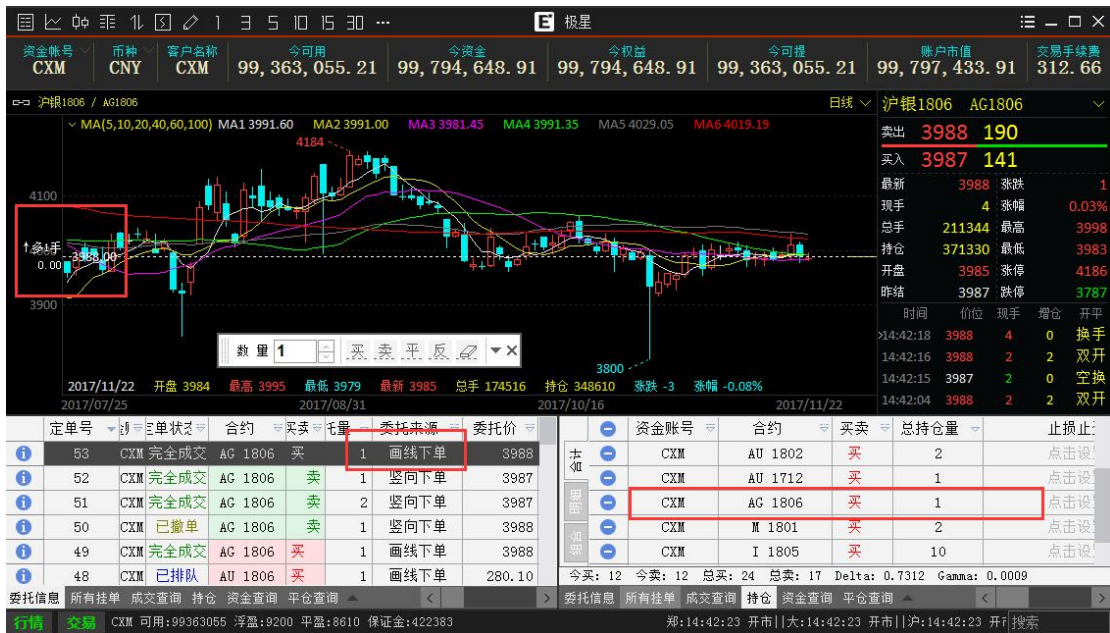 1 3 5 10 15 30 ··· E 极星
资金帐号 币种 客户名称 今可用 今资金 今权益 今可提 账户市值 交易手续费
CXM CNY CXM 99, 363, 055. 21 99, 794, 648. 91 99, 794, 648. 91 99, 363, 055. 21 99, 797, 433. 91 312. 66
沪银1806 / AG1806 日线
MA(5,10,20,40,60,100) MA1 3991.60 MA2 3991.00 MA3 3981.45 MA4 3991.35 MA5 4029.05 MA6 4019.19
4184
4100
1手
3988.00
0.00
3900
3800
数 量 1 买 卖 平 反
2017/11/22 开盘 3984 最高 3995 最低 3979 最新 3985 总手 174516 持仓 348610 涨跌 -3 涨幅 -0.08%
2017/07/25 2017/08/31 2017/10/16 2017/11/22
沪银1806 AG1806
卖出 3988 190
买入 3987 141
最新 3988 涨跌 1
现手 4 涨幅 0.03%
总手 211344 最高 3998
持仓 371330 最低 3983
开盘 3985 涨停 4186
昨结 3987 跌停 3787
时间 价位 现手 增仓 开平
14:42:18 3988 4 0 换手
14:42:16 3988 2 2 双开
14:42:15 3987 2 0 空换
14:42:04 3988 2 2 双开
定单号 合约 买卖 委托来源 委托价
53 CXM 完全成交 AG 1806 买 1 画线下单 3988
52 CXM 完全成交 AG 1806 卖 1 竖向下单 3987
51 CXM 完全成交 AG 1806 卖 2 竖向下单 3987
50 CXM 已撤单 AG 1806 卖 1 竖向下单 3988
49 CXM 完全成交 AG 1806 买 1 画线下单 3988
48 CXM 已排队 AU 1806 买 1 画线下单 280.10
委托信息 所有挂单 成交查询 持仓 资金查询 平仓查询
资金账号 合约 买卖 总持仓量 止损止
CXM AU 1802 买 2 点击设
CXM AU 1712 买 1 点击设
CXM AG 1806 买 1 点击设
CXM M 1801 买 2 点击设
CXM I 1805 买 10 点击设
今买: 12 今卖: 12 总买: 24 总卖: 17 Delta: 0.7312 Gamma: 0.0009
委托信息 所有挂单 成交查询 持仓 资金查询 平仓查询
行情 交易 CXM 可用:99363055 浮盈:9200 平盈:8610 保证金:422383 郑:14:42:23 开市||大:14:42:23 开市||沪:14:42:23 开 搜索